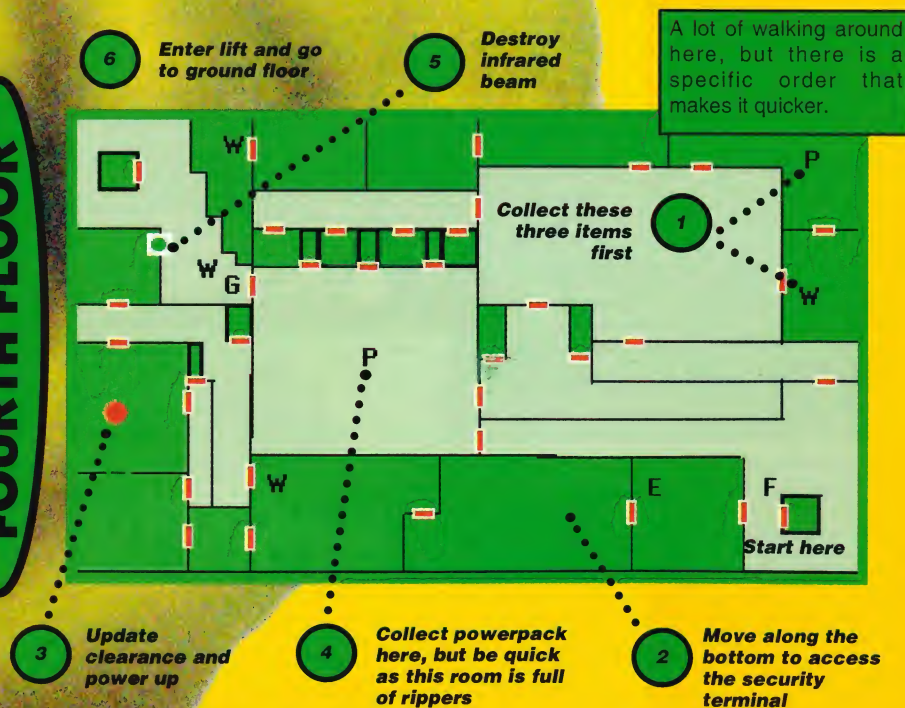 FOURTH FLOOR
6
Enter lift and go
to ground floor
5
Destroy
infrared
beam
A lot of walking around
here, but there is a
specific order that
makes it quicker.
W
P
Collect these
three items
first
1
W
G
W
P
W
E
F
Start here
3
Update
clearance and
power up
4
Collect powerpack
here, but be quick
as this room is full
of rippers
2
Move along the
bottom to access
the security
terminal